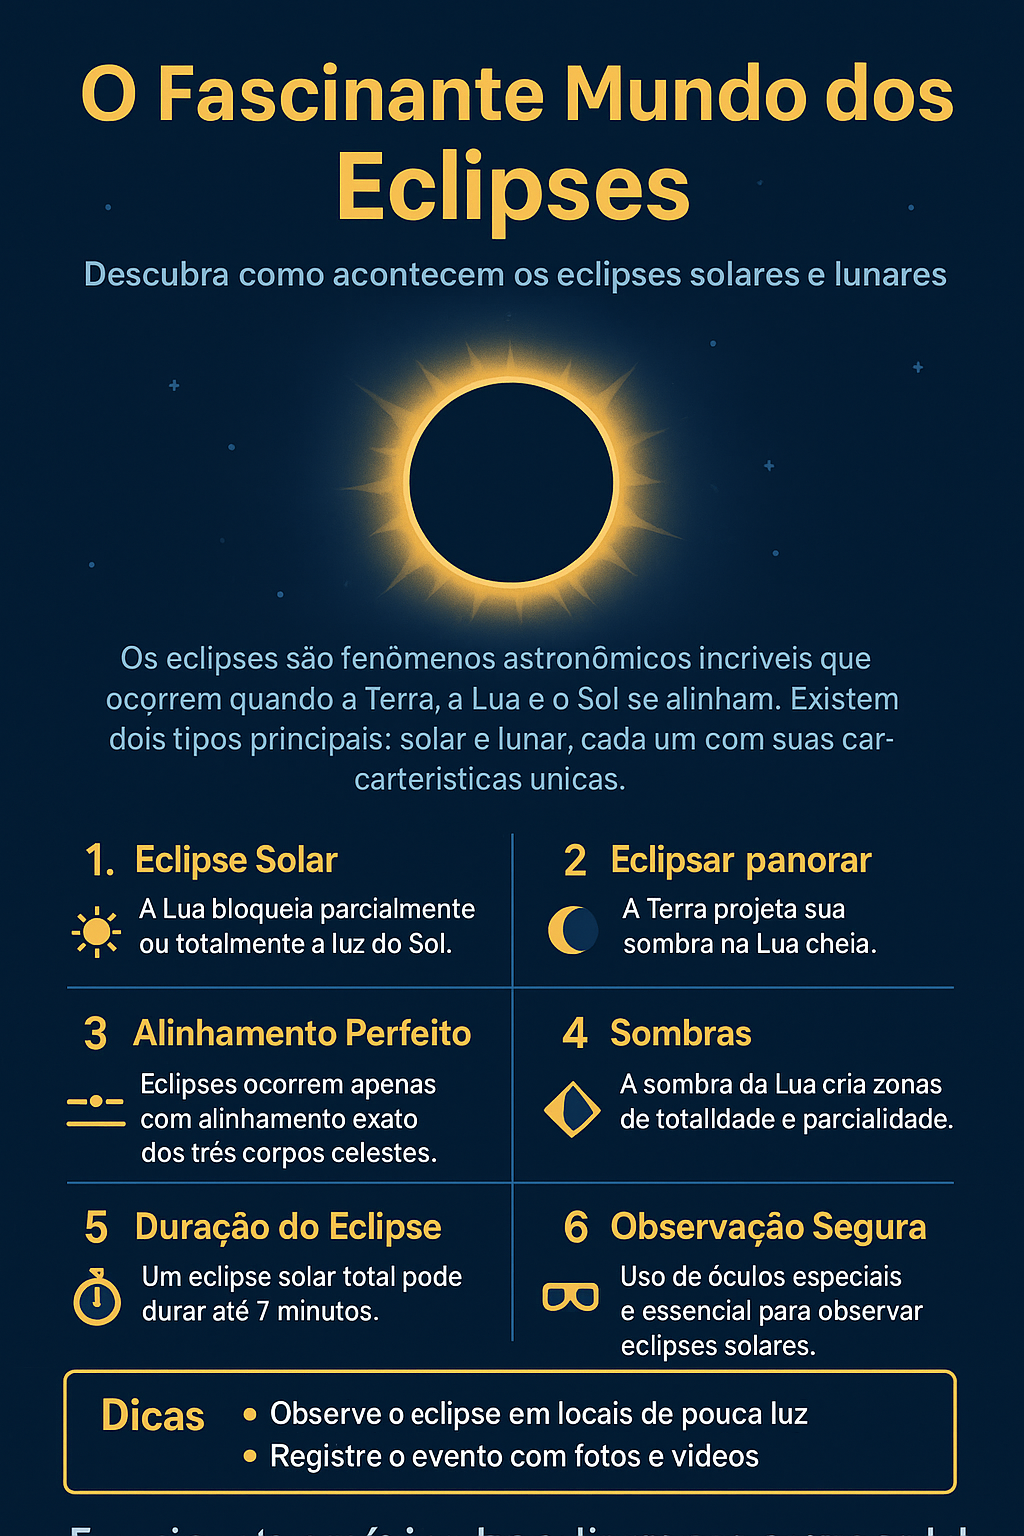 O Fascinante Mundo dos
Eclipses
Descubra como acontecem os eclipses solares e lunares
Os eclipses säo fenömenos astronômicos incriveis que
ocọrrem quando a Terra, a Lua e o Sol se alinham. Existem
dois tipos principais: solar e lunar, cada um com suas car-
carteristicas unicas.
1. Eclipse Solar
A Lua bloqueia parcialmente
ou totalmente a luz do Sol.
2 Eclipsar panorar
A Terra projeta sua
sombra na Lua cheia.
3 Alinhamento Perfeito
Eclipses ocorrem apenas
com alinhamento exato
dos trés corpos celestes.
4 Sombras
A sombra da Lua cria zonas
de totalldade e parcialidade.
5 Duração do Eclipse
Um eclipse solar total pode
durar até 7 minutos.
6 Observação Segura
Uso de óculos especiais
e essencial para observar
eclipses solares.
Dicas
• Observe o eclipse em locais de pouca luz
• Registre o evento com fotos e videos